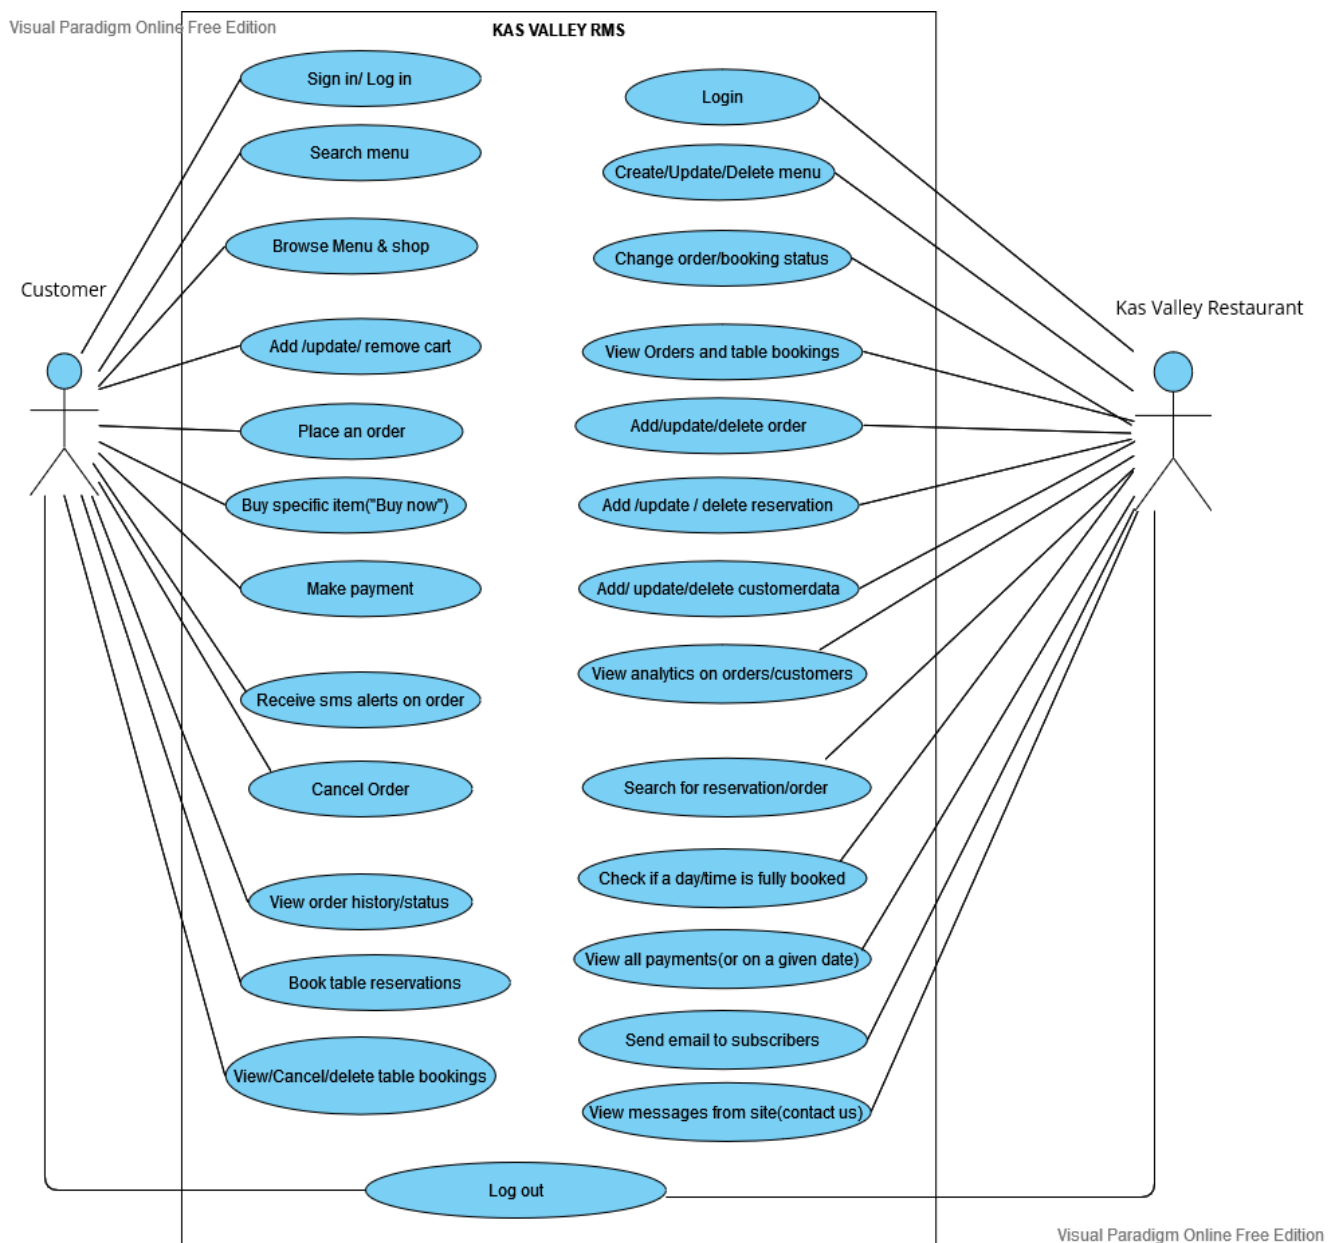 Visual Paradigm Online Free Edition
KAS VALLEY RMS
Sign in/ Log in
Search menu
Browse Menu & shop
Customer
Add /update/ remove cart
Place an order
Buy specific item("Buy now")
Make payment
Receive sms alerts on order
Cancel Order
View order history/status
Book table reservations
View/Cancel/delete table bookings
Login
Create/Update/Delete menu
Change order/booking status
Kas Valley Restaurant
View Orders and table bookings
Add/update/delete order
Add /update / delete reservation
Add/ update/delete customerdata
View analytics on orders/customers
Search for reservation/order
Check if a day/time is fully booked
View all payments(or on a given date)
Send email to subscribers
View messages from site(contact us)
Log out
Visual Paradigm Online Free Edition